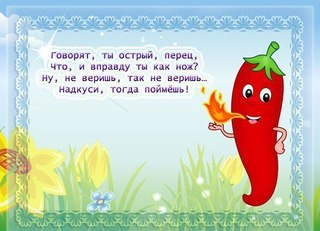 Говорят, ты острый, перец,
Что, и вправду ты как нож?
Ну, не веришь, так не веришь…
Надкуси, тогда поймёшь!